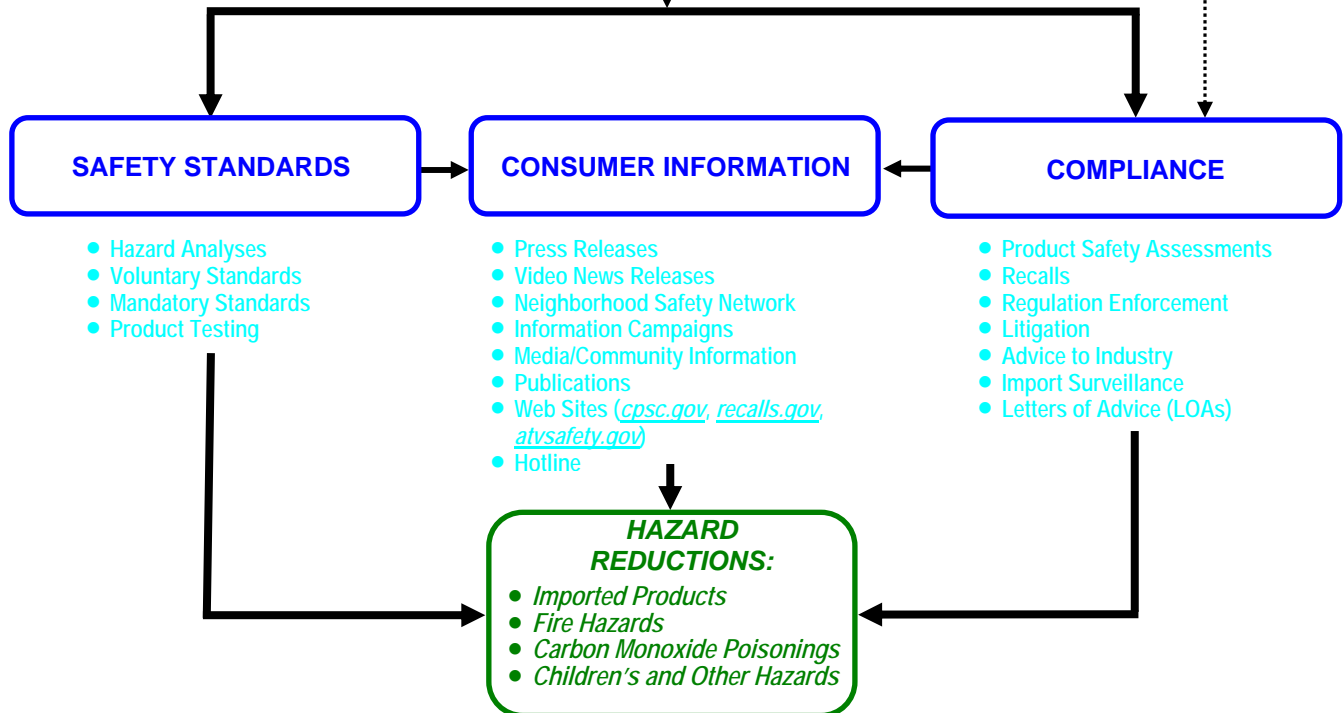 SAFETY STANDARDS
● Hazard Analyses
● Voluntary Standards
● Mandatory Standards
● Product Testing
CONSUMER INFORMATION
● Press Releases
● Video News Releases
● Neighborhood Safety Network
● Information Campaigns
● Media/Community Information
● Publications
● Web Sites (cpsc.gov, recalls.gov,
atvsafety.gov)
● Hotline
COMPLIANCE
● Product Safety Assessments
● Recalls
● Regulation Enforcement
● Litigation
● Advice to Industry
● Import Surveillance
● Letters of Advice (LOAs)
HAZARD
REDUCTIONS:
● Imported Products
● Fire Hazards
● Carbon Monoxide Poisonings
● Children's and Other Hazards